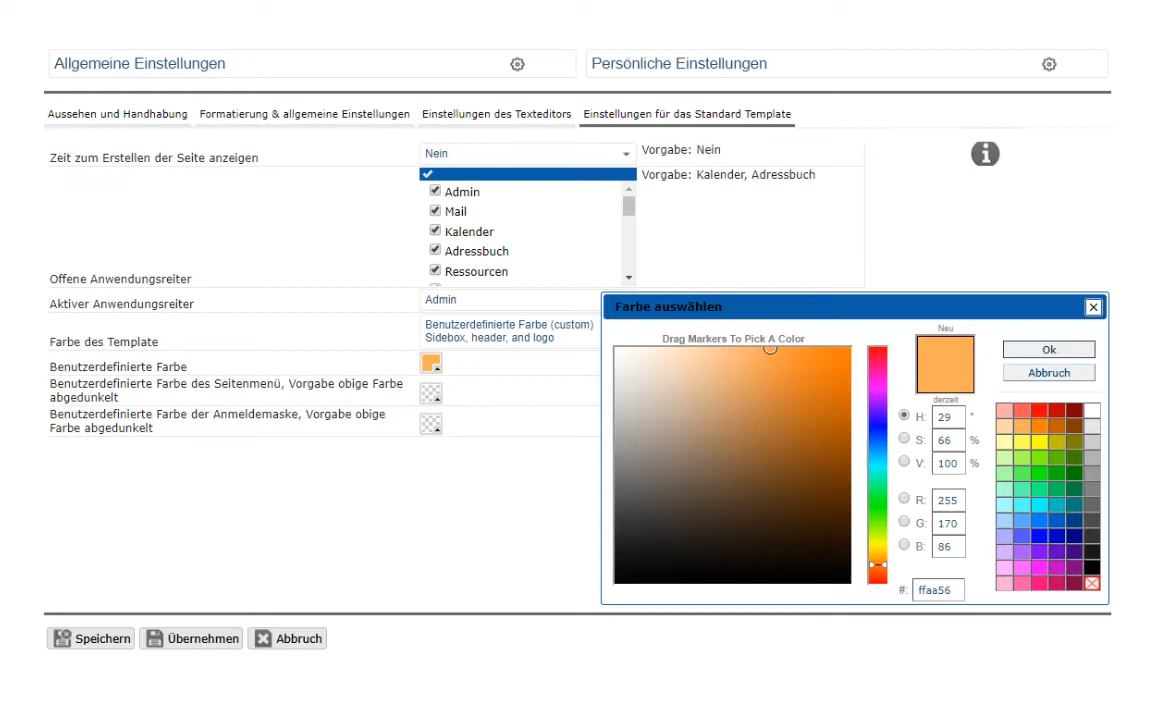 Allgemeine Einstellungen
Persönliche Einstellungen
Aussehen und Handhabung
Formatierung & allgemeine Einstellungen
Einstellungen des Texteditors
Einstellungen für das Standard Template
Zeit zum Erstellen der Seite anzeigen
Nein
Vorgabe: Nein
Vorgabe: Kalender, Adressbuch
Admin
Mail
Kalender
Adressbuch
Ressourcen
Offene Anwendungsreiter
Aktiver Anwendungsreiter
Admin
Farbe des Template
Benutzerdefinierte Farbe (custom)
Sidebox, header, and logo
Benutzerdefinierte Farbe
Benutzerdefinierte Farbe des Seitenmenü, Vorgabe obige Farbe
abgedunkelt
Benutzerdefinierte Farbe der Anmeldemaske, Vorgabe obige
Farbe abgedunkelt
Farbe auswählen
Drag Markers To Pick A Color
Neu
derzeit
Ok
Abbruch
H: 29 °
S: 66 %
V: 100 %
R: 255
G: 170
B: 86
#: ffaa56
Speichern
Übernehmen
Abbruch